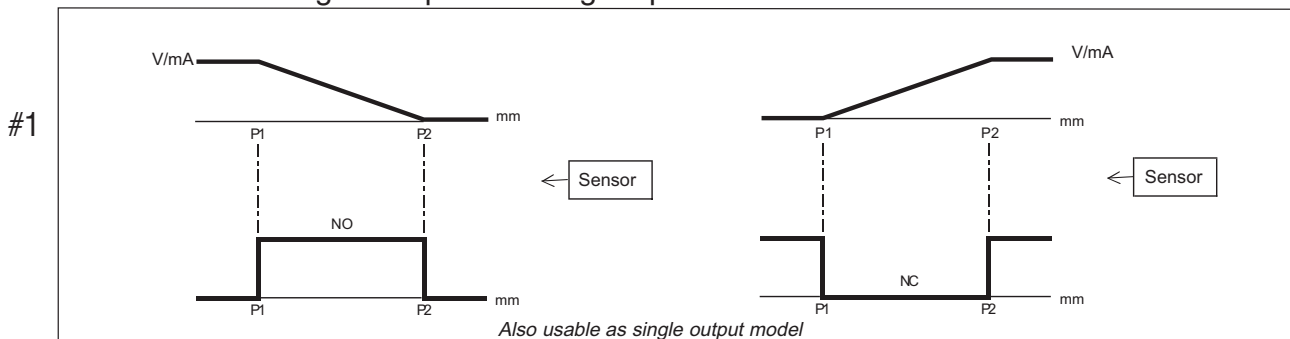 #1
V/mA
mm
P1
P2
Sensor
NO
mm
P1
P2
V/mA
mm
P1
P2
Sensor
NC
mm
P1
P2
Also usable as single output model